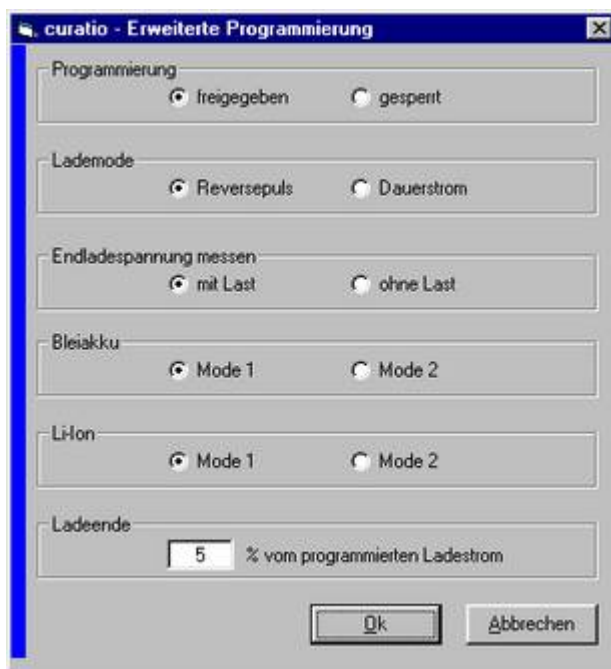 curatio - Erweiterte Programmierung
Programmierung
freigegeben gesperrt
Lademode
Reversepuls Dauerstrom
Endladespannung messen
mit Last ohne Last
Bleiakku
Mode 1 Mode 2
Li-Ion
Mode 1 Mode 2
Ladeende
5 % vom programmierten Ladestrom
Ok Abbrechen